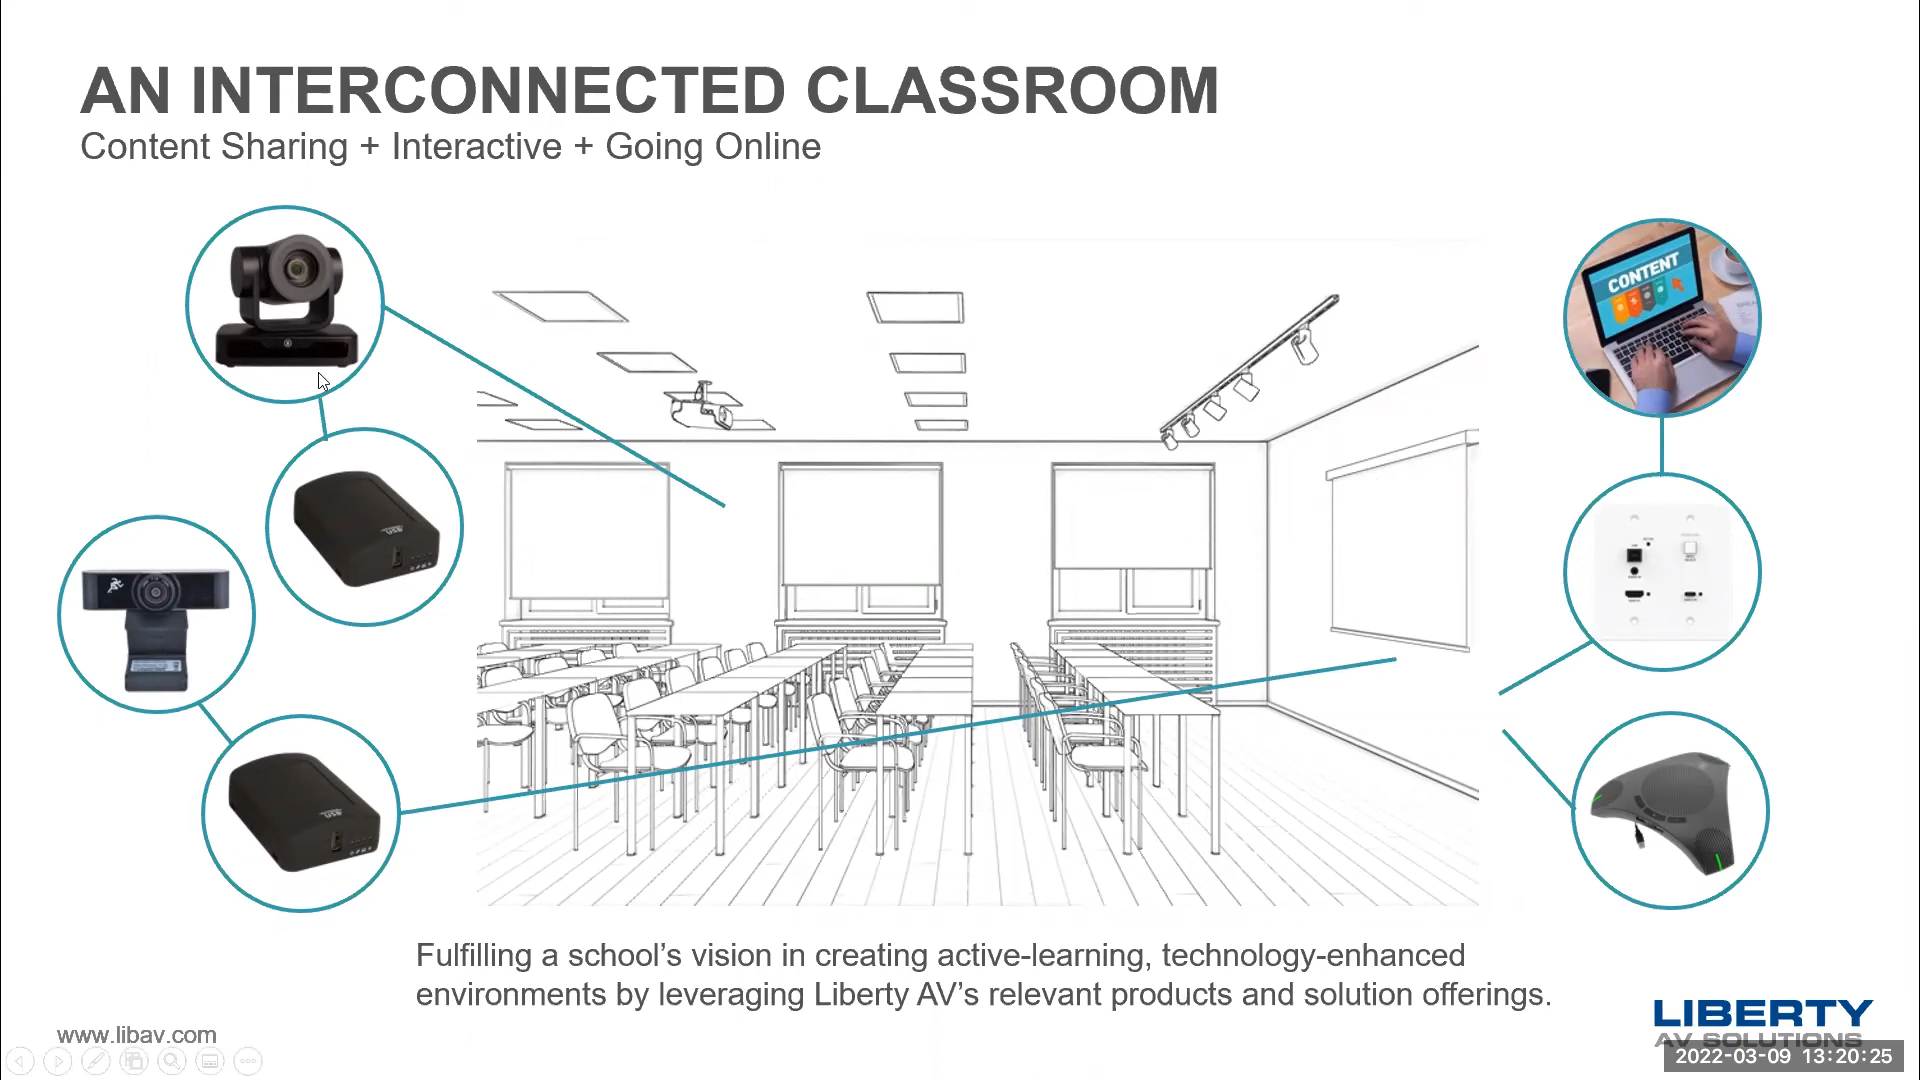 AN INTERCONNECTED CLASSROOM
Content Sharing + Interactive + Going Online
CONTENT
Fulfilling a school’s vision in creating active-learning, technology-enhanced
environments by leveraging Liberty AV’s relevant products and solution offerings.
www.libav.com
LIBERTY
AV SOLUTIONS
2022-03-09 13:20:25